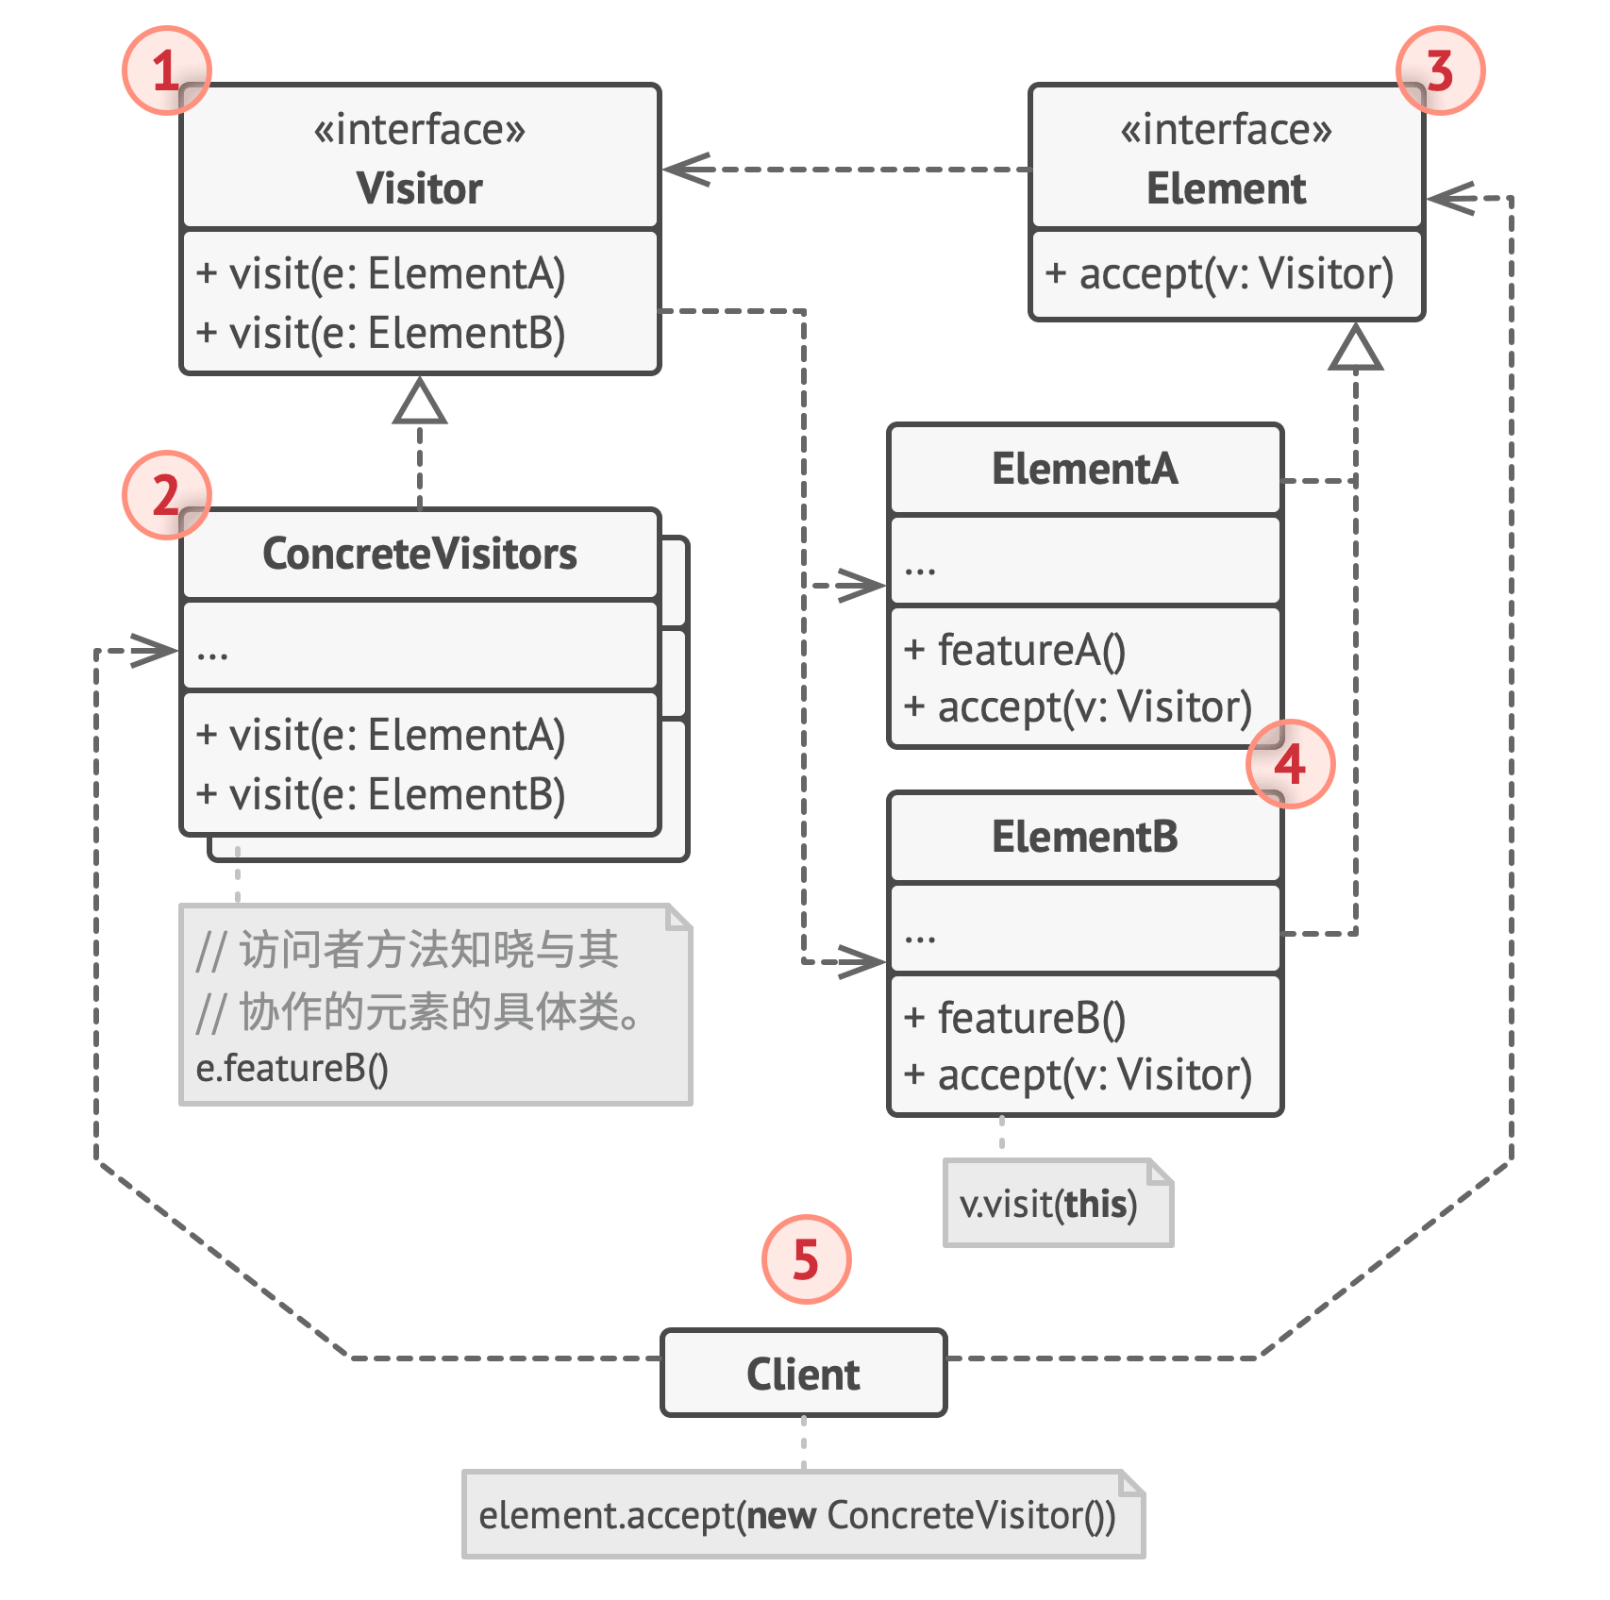 1
«interface»
Visitor
+ visit(e: ElementA)
+ visit(e: ElementB)
3
«interface»
Element
+ accept(v: Visitor)
2
ConcreteVisitors
...
+ visit(e: ElementA)
+ visit(e: ElementB)
// 访问者方法知晓与其
// 协作的元素的具体类。
e.featureB()
ElementA
...
+ featureA()
+ accept(v: Visitor)
4
ElementB
...
+ featureB()
+ accept(v: Visitor)
v.visit(this)
5
Client
element.accept(new ConcreteVisitor())